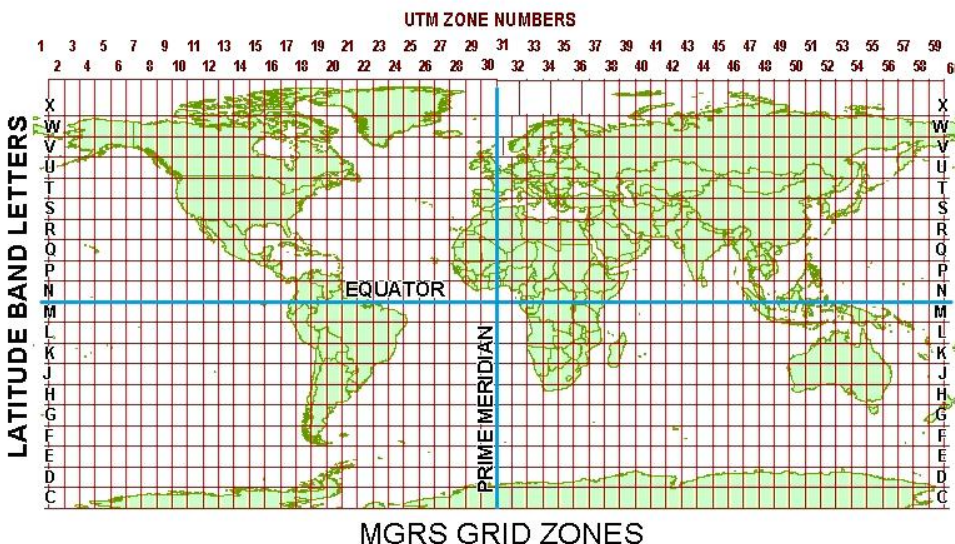 UTM ZONE NUMBERS
1 3 5 7 9 11 13 15 17 19 21 23 25 27 29 31 33 35 37 39 41 43 45 47 49 51 53 55 57 59
2 4 6 8 10 12 14 16 18 20 22 24 26 28 30 32 34 36 38 40 42 44 46 48 50 52 54 56 58 60
LATITUDE BAND LETTERS
X X
W W
V V
U U
T T
S S
R R
Q Q
P P
N N
EQUATOR
M M
L L
K K
J J
H H
G G
F F
E E
D D
C C
PRIME MERIDIAN
MGRS GRID ZONES